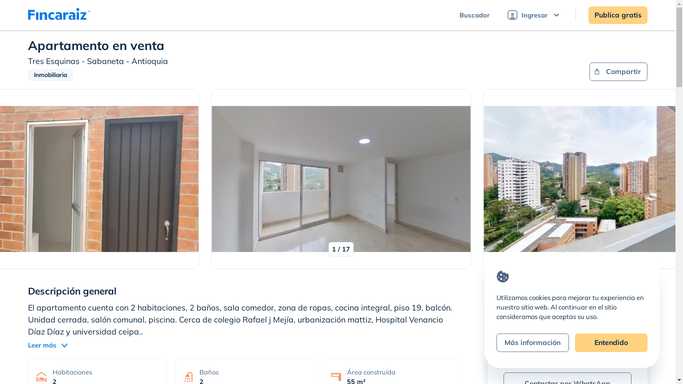 Fincaraiz
Buscador
Ingresar
Publica gratis
Apartamento en venta
Tres Esquinas - Sabaneta - Antioquia
Inmobiliaria
Compartir
1 / 17
Descripción general
El apartamento cuenta con 2 habitaciones, 2 baños, sala comedor, zona de ropas, cocina integral, piso 19, balcón.
Unidad cerrada, salón comunal, piscina. Cerca de colegio Rafael j Mejía, urbanización mattiz, Hospital Venancio
Díaz Díaz y universidad ceipa...
Leer más
Habitaciones
2
Baños
2
Área construida
55 m²
Utilizamos cookies para mejorar tu experiencia en
nuestro sitio web. Al continuar en el sitio
consideramos que aceptas su uso.
Más información
Entendido
Contactar por WhatsApp